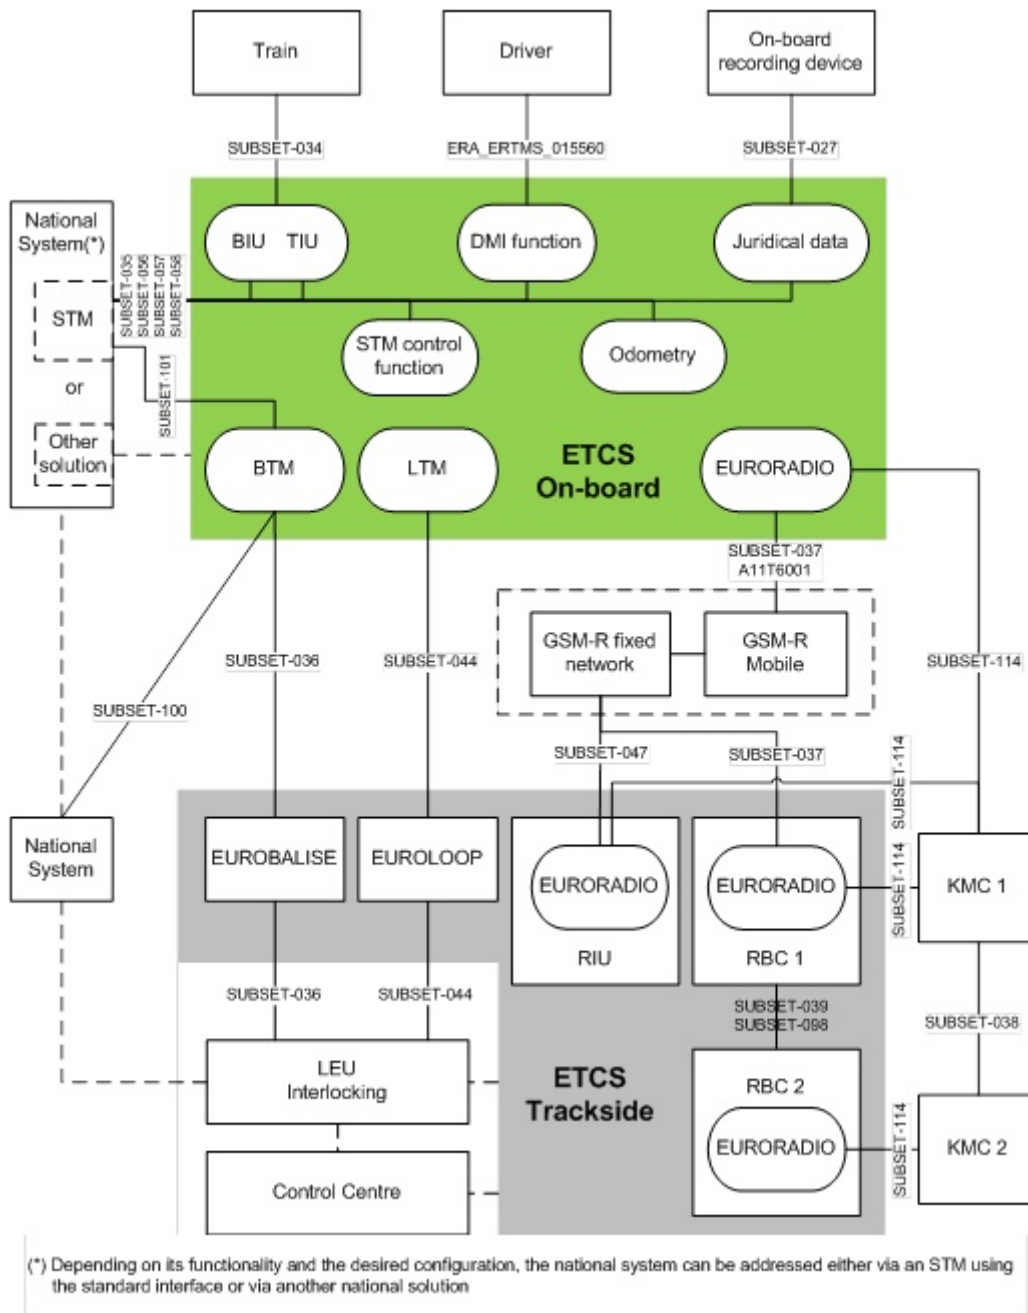 Train
Driver
On-board
recording device
SUBSET-034
ERA_ERTMS_015560
SUBSET-027
National
System(*)
BIU TIU
DMI function
Juridical data
SUBSET-035
SUBSET-056
SUBSET-057
SUBSET-058
STM
STM control
function
Odometry
or
SUBSET-101
Other
solution
BTM
LTM
ETCS
On-board
EURORADIO
SUBSET-037
A11T6001
GSM-R fixed
network
GSM-R
Mobile
SUBSET-036
SUBSET-044
SUBSET-114
SUBSET-100
SUBSET-047
SUBSET-037
SUBSET-114
National
System
EUROBALISE
EUROLOOP
EURORADIO
RIU
EURORADIO
RBC 1
SUBSET-114
KMC 1
SUBSET-036
SUBSET-044
SUBSET-039
SUBSET-098
SUBSET-038
LEU
Interlocking
ETCS
Trackside
RBC 2
EURORADIO
SUBSET-114
KMC 2
Control Centre
(*) Depending on its functionality and the desired configuration, the national system can be addressed either via an STM using
the standard interface or via another national solution